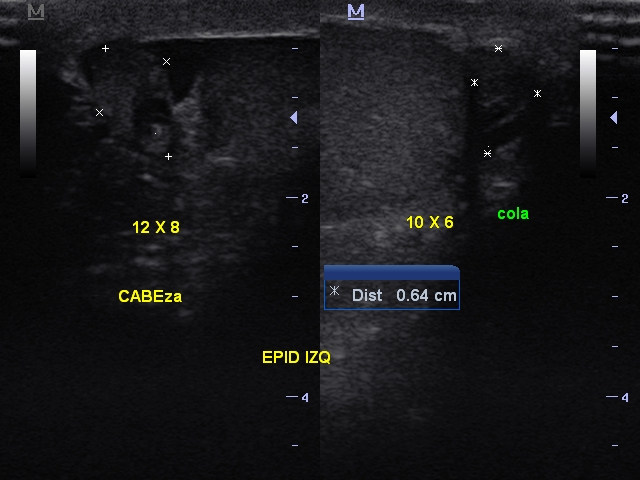 M
M
2
2
12 X 8
10 X 6
cola
CABEza
Dist 0.64 cm
EPID IZQ
4
4